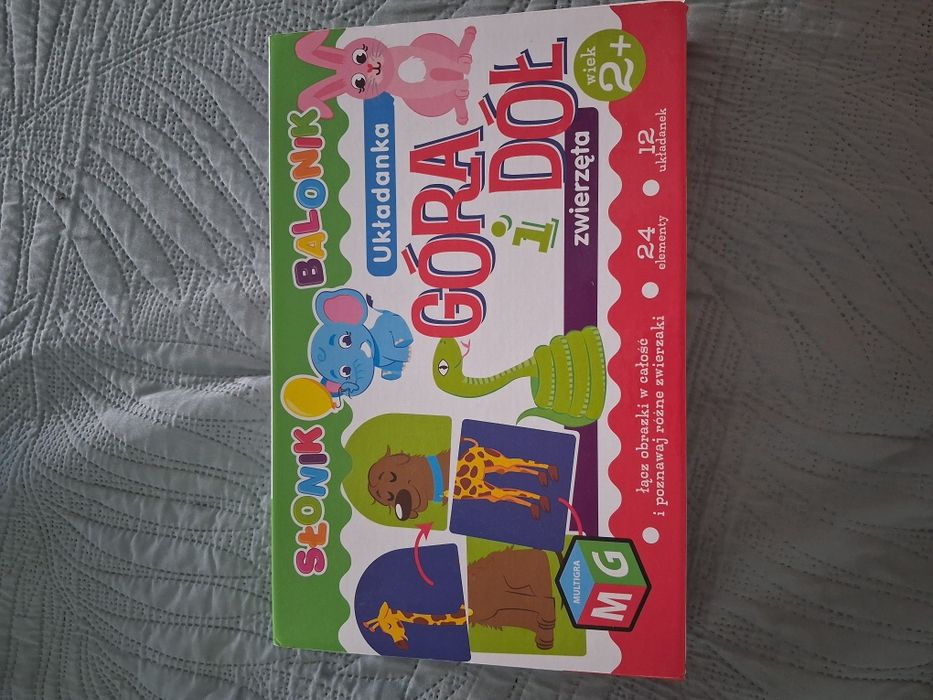 SŁONIK BALONIK
Układanka
GÓRA
i
DÓŁ
zwierzęta
wiek
2+
MULTIGRA
M G
łącz obrazki w całość
i poznawaj różne zwierzaki
24
elementy
12
układanek